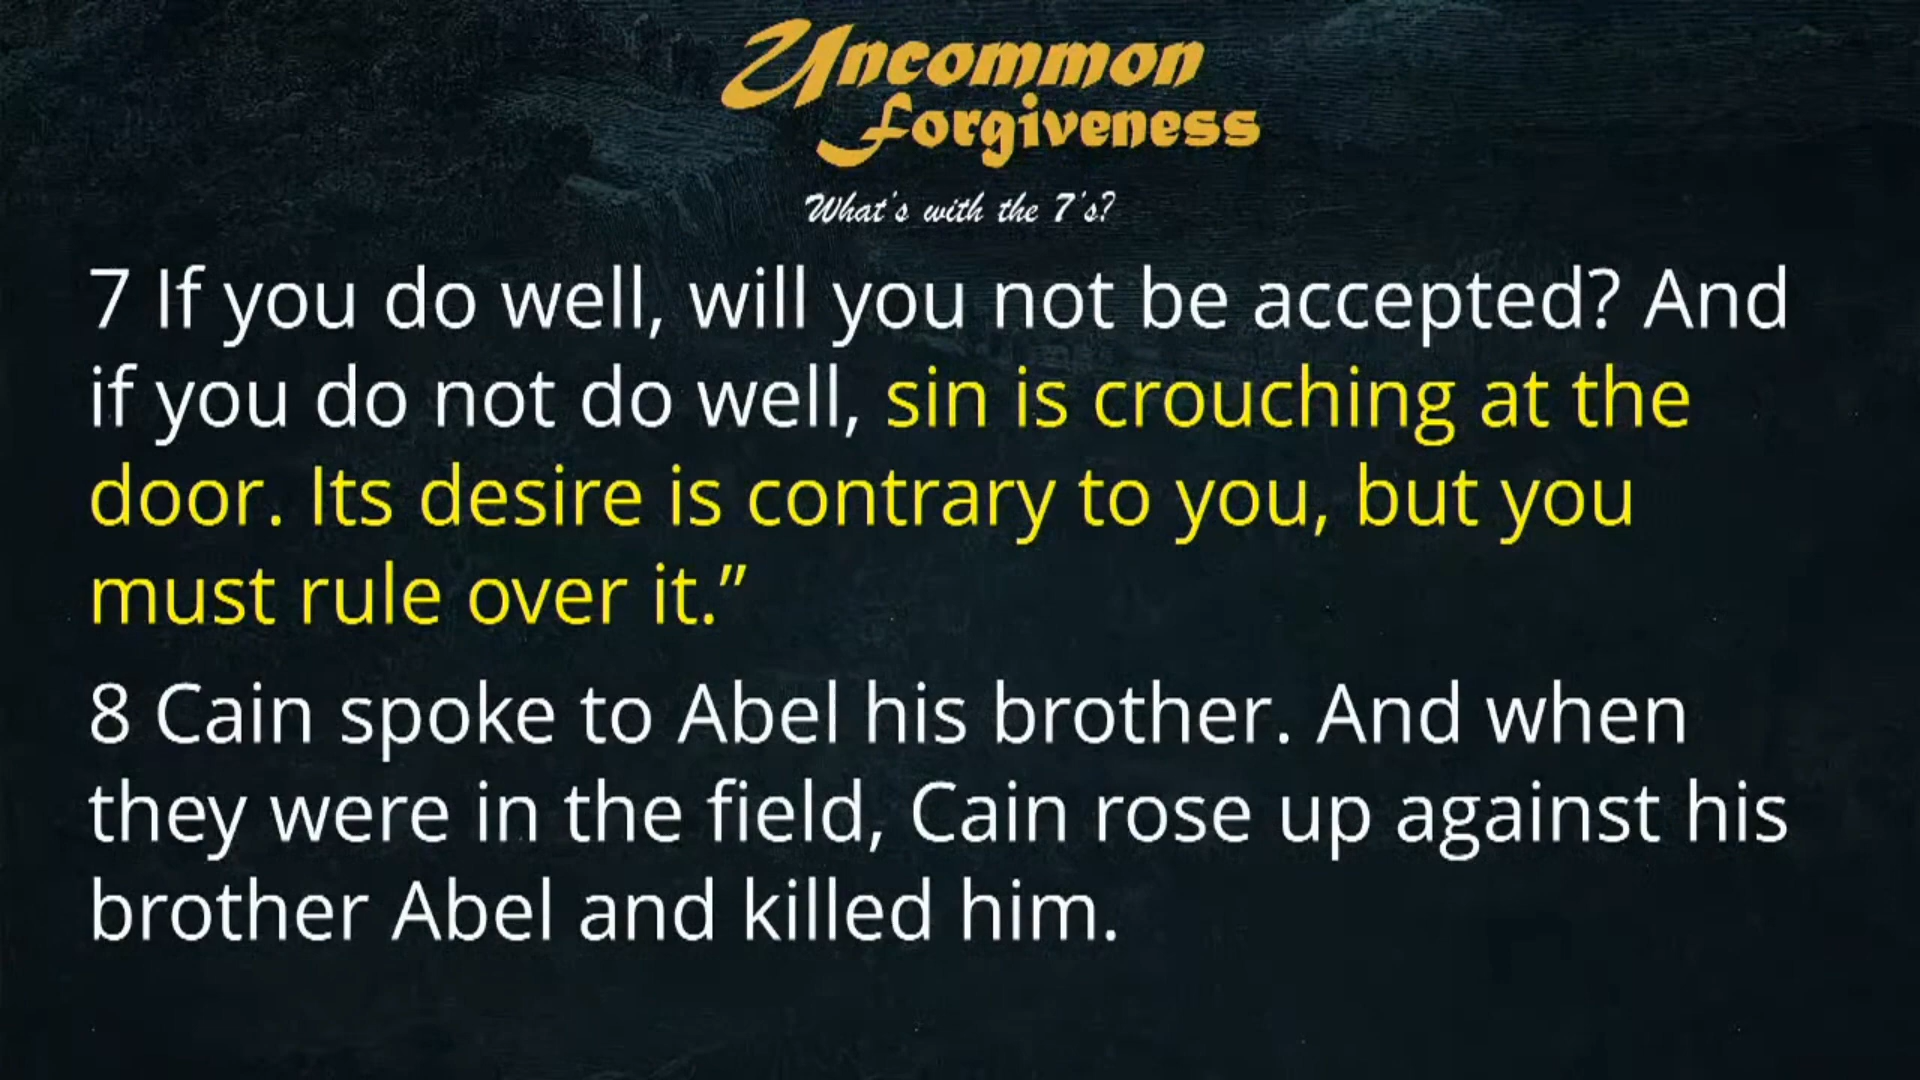 Uncommon
Forgiveness
What's with the 7's?
7 If you do well, will you not be accepted? And
if you do not do well, sin is crouching at the
door. Its desire is contrary to you, but you
must rule over it.”
8 Cain spoke to Abel his brother. And when
they were in the field, Cain rose up against his
brother Abel and killed him.